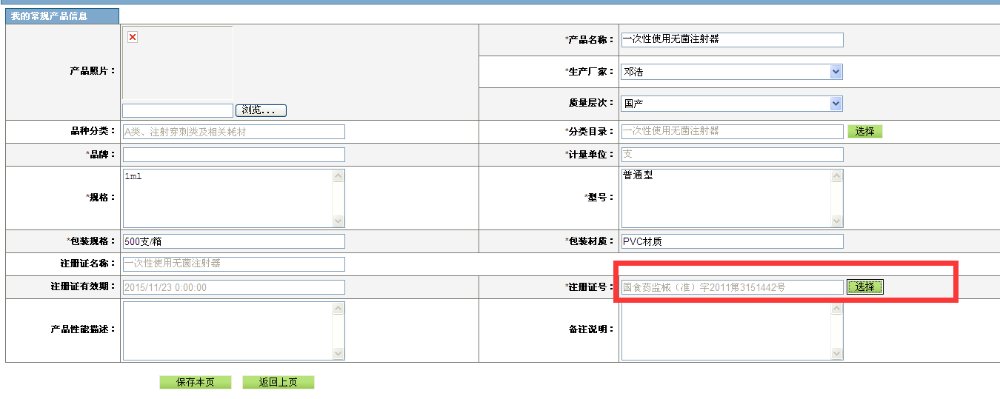 我的常规产品信息
产品照片：
浏览...
*产品名称： 一次性使用无菌注射器
*生产厂家： 邓浩
质量层次： 国产
品种分类： A类、注射穿刺类及相关耗材
*分类目录： 一次性使用无菌注射器 选择
*品牌：
*计量单位： 支
*规格： 1ml
*型号： 普通型
*包装规格： 500支/箱
*包装材质： PVC材质
注册证名称： 一次性使用无菌注射器
注册证有效期： 2015/11/23 0:00:00
*注册证号： 国食药监械（准）字2011第3151442号 选择
产品性能描述：
备注说明：
保存本页 返回上页